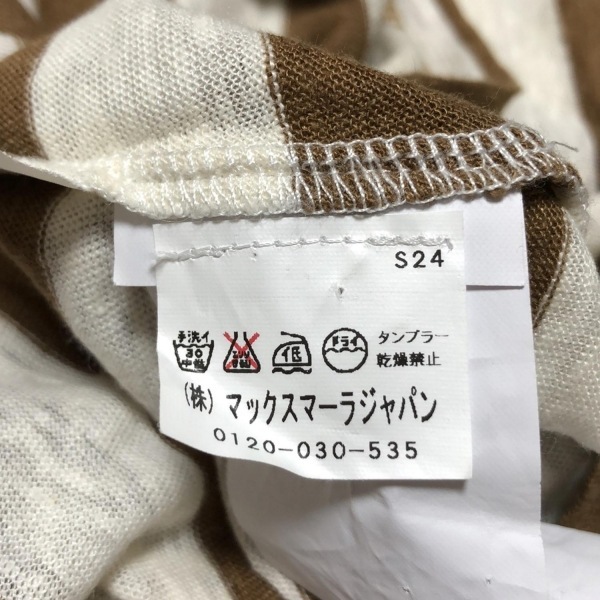 S24
手洗イ 30 中性 低 ドライ タンブラー
乾燥禁止
(株)マックスマーラジャパン
0120-030-535